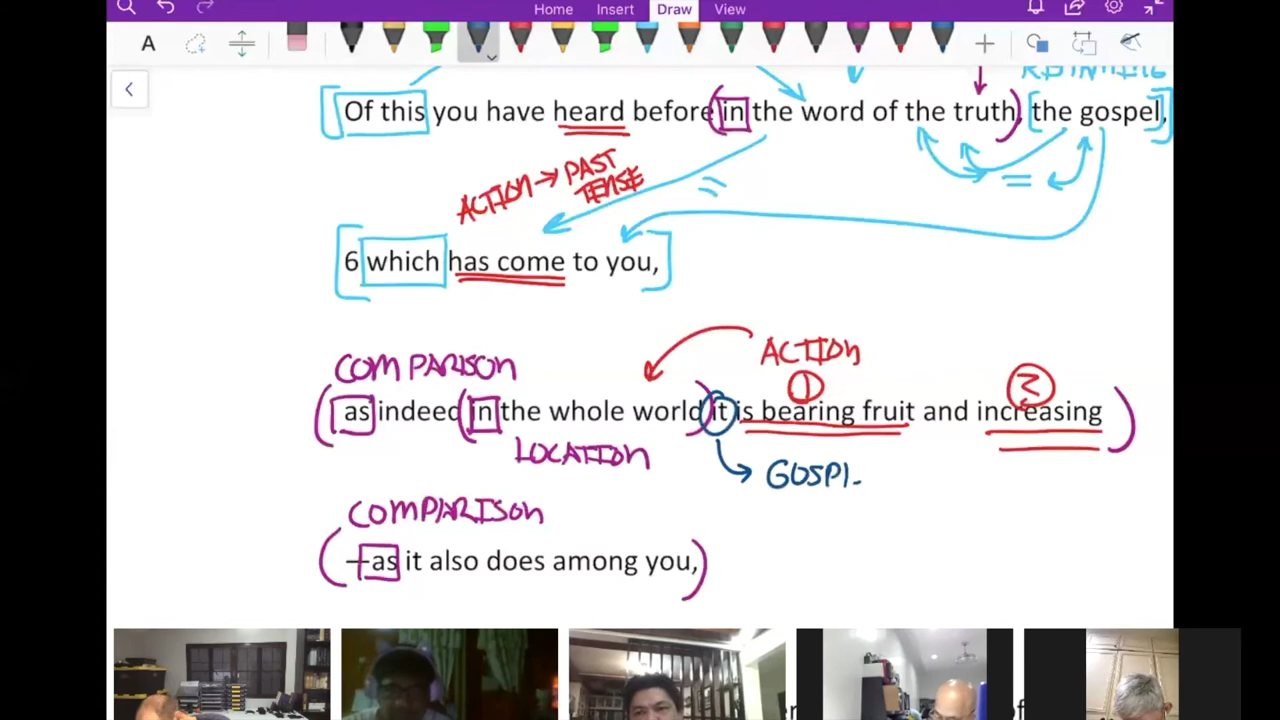 Home Insert Draw View
A
Of this you have heard before in the word of the truth, the gospel,
ACTION → PAST
TENSE
=
=
6 which has come to you,
COMPARISON
ACTION
1 2
as indeed in the whole world it is bearing fruit and increasing
LOCATION
GOSPI-
COMPARISON
–as it also does among you,